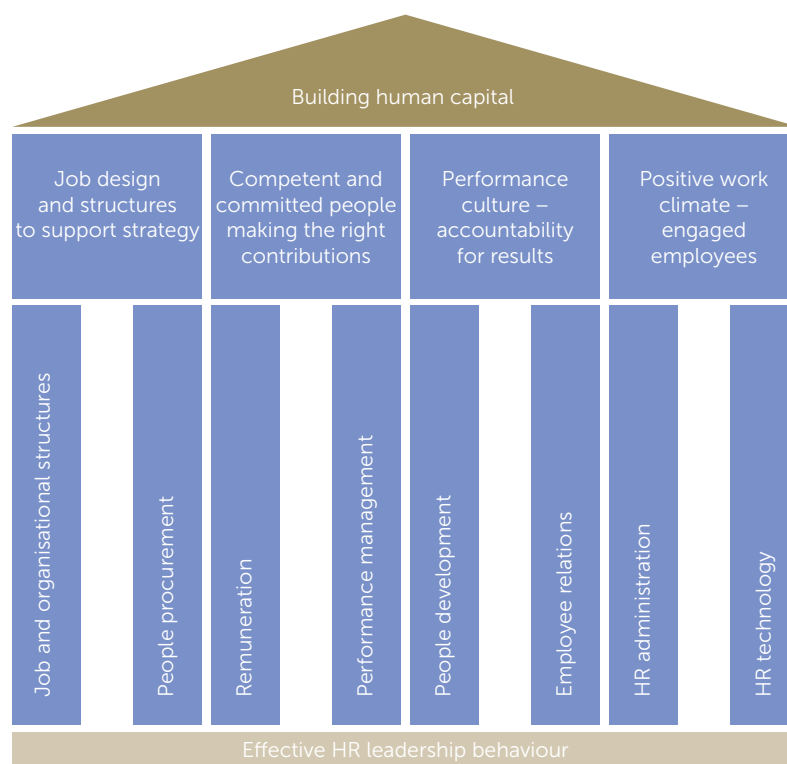 Building human capital
Job design
and structures
to support strategy
Competent and
committed people
making the right
contributions
Performance
culture –
accountability
for results
Positive work
climate –
engaged
employees
Job and organisational structures
People procurement
Remuneration
Performance management
People development
Employee relations
HR administration
HR technology
Effective HR leadership behaviour